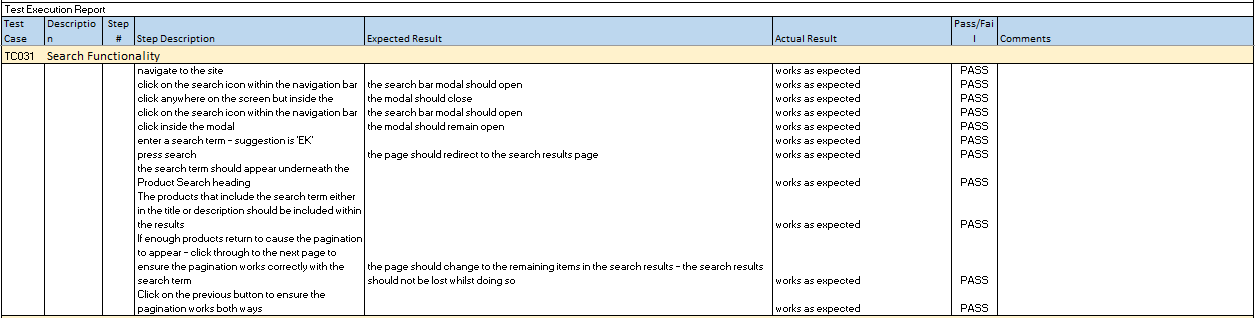 Test Execution Report
Test Case Description Step # Step Description Expected Result Actual Result Pass/Fail Comments
TC031 Search Functionality
navigate to the site works as expected PASS
click on the search icon within the navigation bar the search bar modal should open works as expected PASS
click anywhere on the screen but inside the the modal should close works as expected PASS
click on the search icon within the navigation bar the search bar modal should open works as expected PASS
click inside the modal the modal should remain open works as expected PASS
enter a search term - suggestion is 'EK' works as expected PASS
press search the page should redirect to the search results page works as expected PASS
the search term should appear underneath the
Product Search heading works as expected PASS
The products that include the search term either
in the title or description should be included within
the results works as expected PASS
If enough products return to cause the pagination
to appear - click through to the next page to
ensure the pagination works correctly with the the page should change to the remaining items in the search results - the search results
search term should not be lost whilst doing so works as expected PASS
Click on the previous button to ensure the
pagination works both ways works as expected PASS